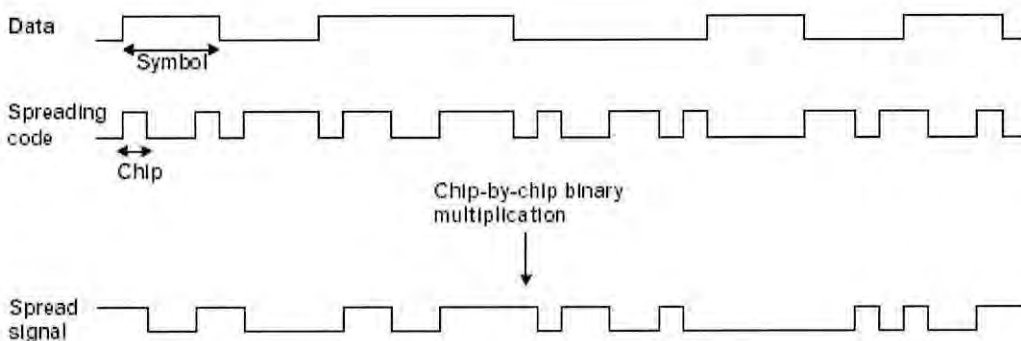 Data
Symbol
Spreading
code
Chip
Chip-by-chip binary
multiplication
Spread
signal